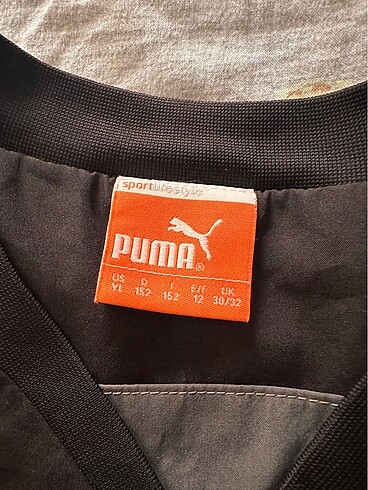 sportlifestyle
PUMA®
US D I E/F UK
YL 152 152 12 30/32